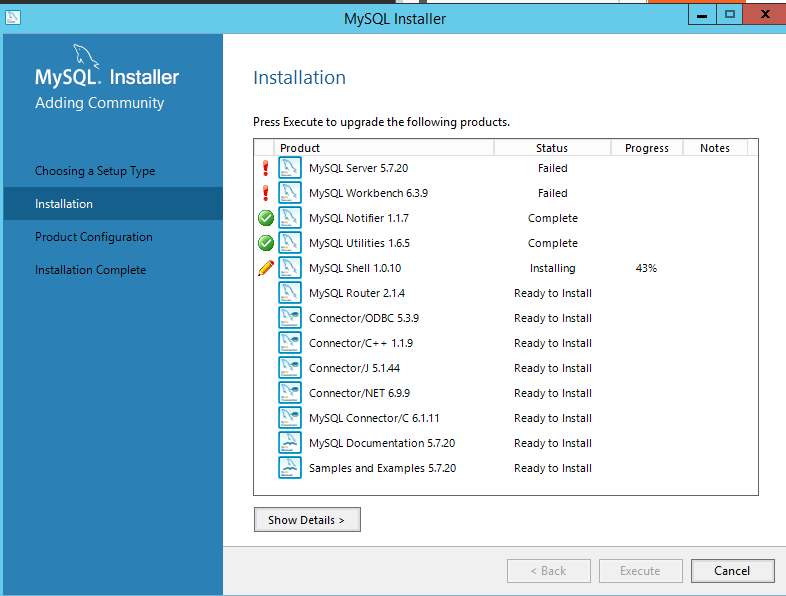 MySQL Installer
MySQL. Installer
Adding Community
Choosing a Setup Type
Installation
Product Configuration
Installation Complete
Installation
Press Execute to upgrade the following products.
Product Status Progress Notes
MySQL Server 5.7.20 Failed
MySQL Workbench 6.3.9 Failed
MySQL Notifier 1.1.7 Complete
MySQL Utilities 1.6.5 Complete
MySQL Shell 1.0.10 Installing 43%
MySQL Router 2.1.4 Ready to Install
Connector/ODBC 5.3.9 Ready to Install
Connector/C++ 1.1.9 Ready to Install
Connector/J 5.1.44 Ready to Install
Connector/NET 6.9.9 Ready to Install
MySQL Connector/C 6.1.11 Ready to Install
MySQL Documentation 5.7.20 Ready to Install
Samples and Examples 5.7.20 Ready to Install
Show Details >
< Back Execute Cancel